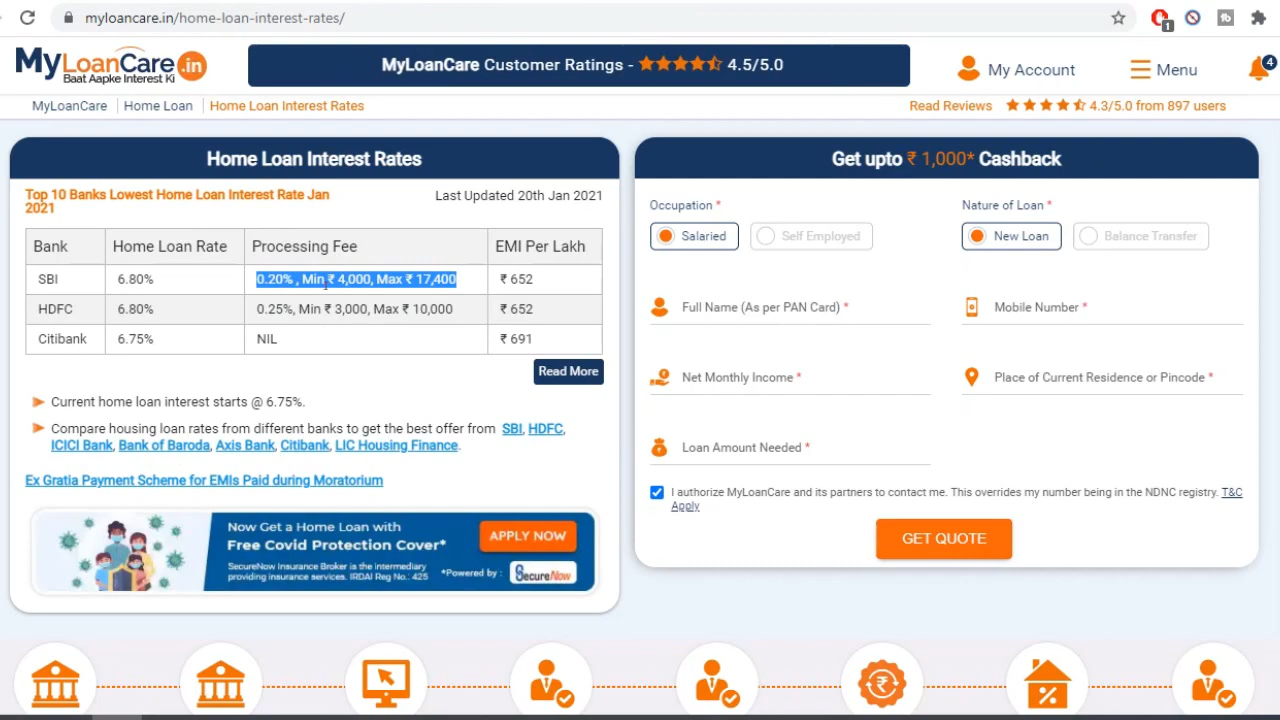 myloancare.in/home-loan-interest-rates/
1
MyLoanCare.in
Baat Aapke Interest Ki
MyLoanCare Customer Ratings - 4.5/5.0
My Account
Menu
4
MyLoanCare
Home Loan
Home Loan Interest Rates
Read Reviews
4.3/5.0 from 897 users
Home Loan Interest Rates
Top 10 Banks Lowest Home Loan Interest Rate Jan
2021
Last Updated 20th Jan 2021
Bank Home Loan Rate Processing Fee EMI Per Lakh
SBI 6.80% 0.20% , Min ₹ 4,000, Max ₹ 17,400 ₹ 652
HDFC 6.80% 0.25%, Min ₹ 3,000, Max ₹ 10,000 ₹ 652
Citibank 6.75% NIL ₹ 691
Read More
Current home loan interest starts @ 6.75%.
Compare housing loan rates from different banks to get the best offer from SBI, HDFC,
ICICI Bank, Bank of Baroda, Axis Bank, Citibank, LIC Housing Finance.
Ex Gratia Payment Scheme for EMIs Paid during Moratorium
Now Get a Home Loan with
Free Covid Protection Cover*
SecureNow Insurance Broker is the intermediary
providing insurance services. IRDAI Reg No.: 425
*Powered by :
SecureNow
APPLY NOW
Get upto ₹ 1,000* Cashback
Occupation *
Salaried
Self Employed
Nature of Loan *
New Loan
Balance Transfer
Full Name (As per PAN Card) *
Mobile Number *
Net Monthly Income *
Place of Current Residence or Pincode *
Loan Amount Needed *
I authorize MyLoanCare and its partners to contact me. This overrides my number being in the NDNC registry. T&C
Apply
GET QUOTE